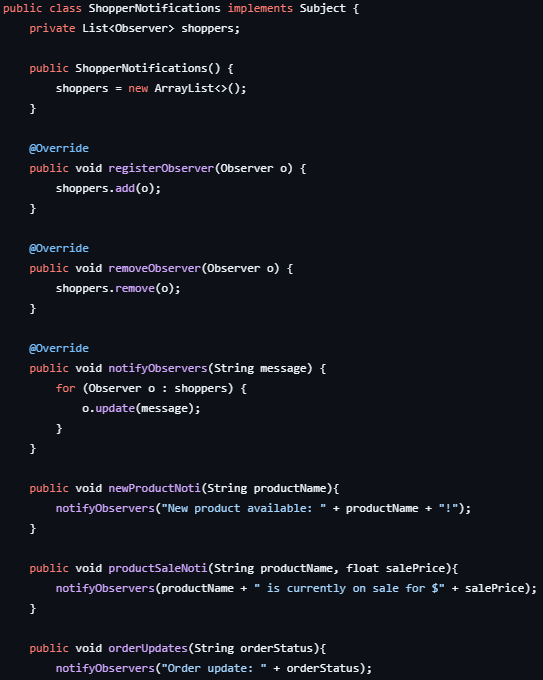 public class ShopperNotifications implements Subject {
    private List<Observer> shoppers;

    public ShopperNotifications() {
        shoppers = new ArrayList<>();
    }

    @Override
    public void registerObserver(Observer o) {
        shoppers.add(o);
    }

    @Override
    public void removeObserver(Observer o) {
        shoppers.remove(o);
    }

    @Override
    public void notifyObservers(String message) {
        for (Observer o : shoppers) {
            o.update(message);
        }
    }

    public void newProductNoti(String productName){
        notifyObservers("New product available: " + productName + "!");
    }

    public void productSaleNoti(String productName, float salePrice){
        notifyObservers(productName + " is currently on sale for $" + salePrice);
    }

    public void orderUpdates(String orderStatus){
        notifyObservers("Order update: " + orderStatus);